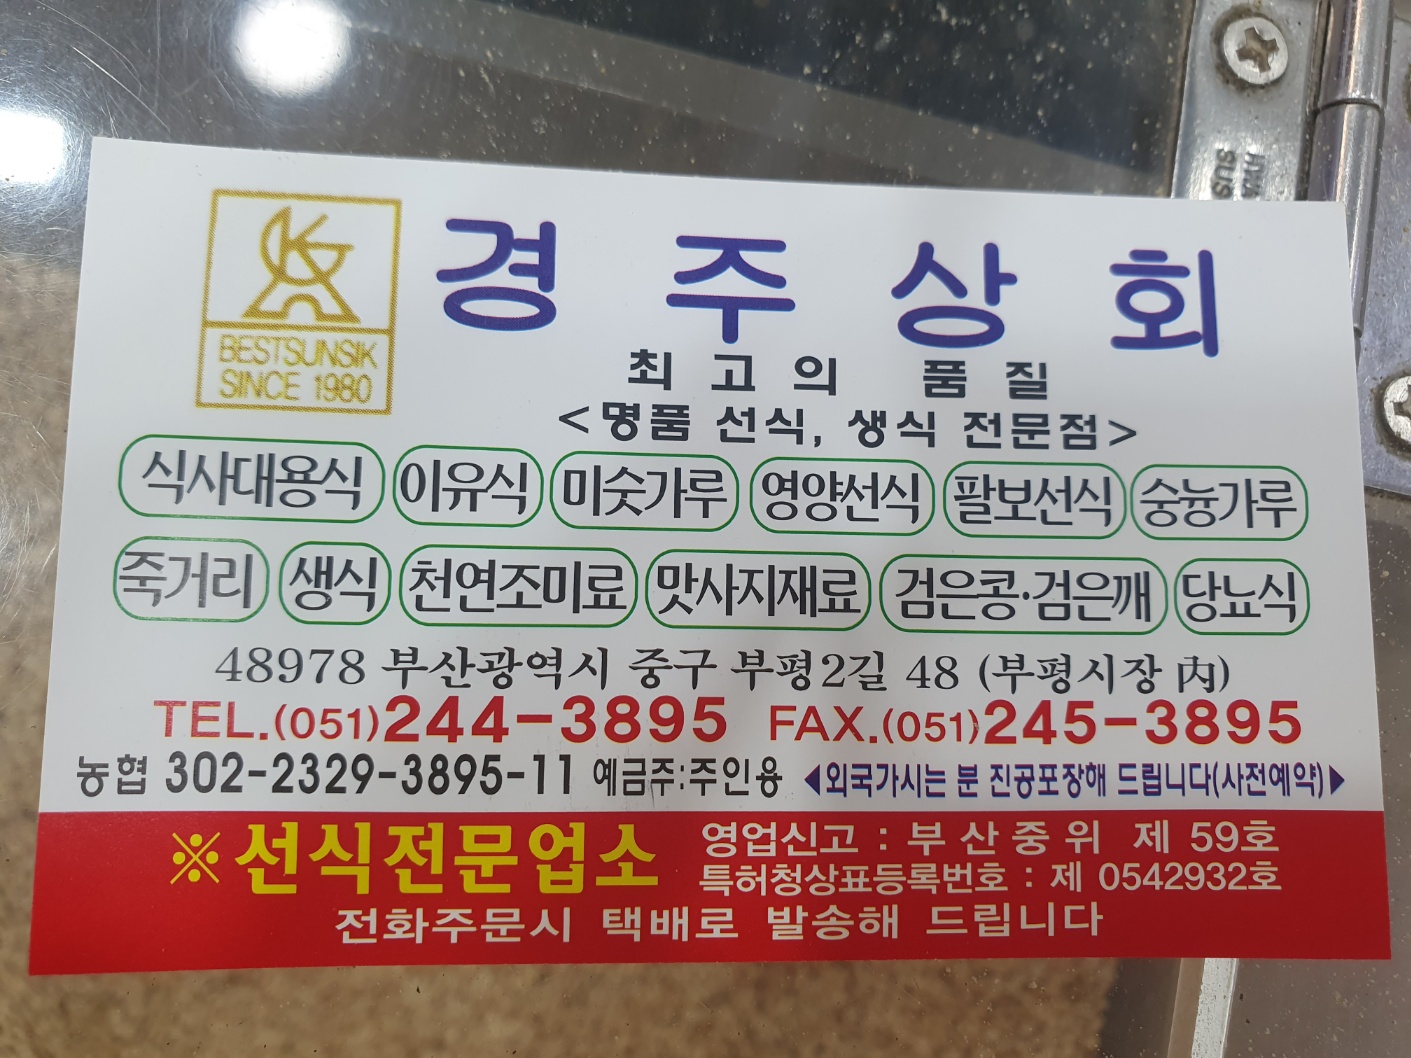 경주상회
BESTSUNSIK
SINCE 1980
최고의 품질
<명품 선식, 생식 전문점>
식사대용식 이유식 미숫가루 영양선식 팔보선식 숭늉가루
죽거리 생식 천연조미료 맛사지재료 검은콩·검은깨 당뇨식
48978 부산광역시 중구 부평2길 48 (부평시장 內)
TEL.(051)244-3895 FAX.(051)245-3895
농협 302-2329-3895-11 예금주:주인용 ◀외국가시는 분 진공포장해 드립니다(사전예약)▶
※선식전문업소 영업신고 : 부산중위 제 59호
특허청상표등록번호 : 제 0542932호
전화주문시 택배로 발송해 드립니다
SUS